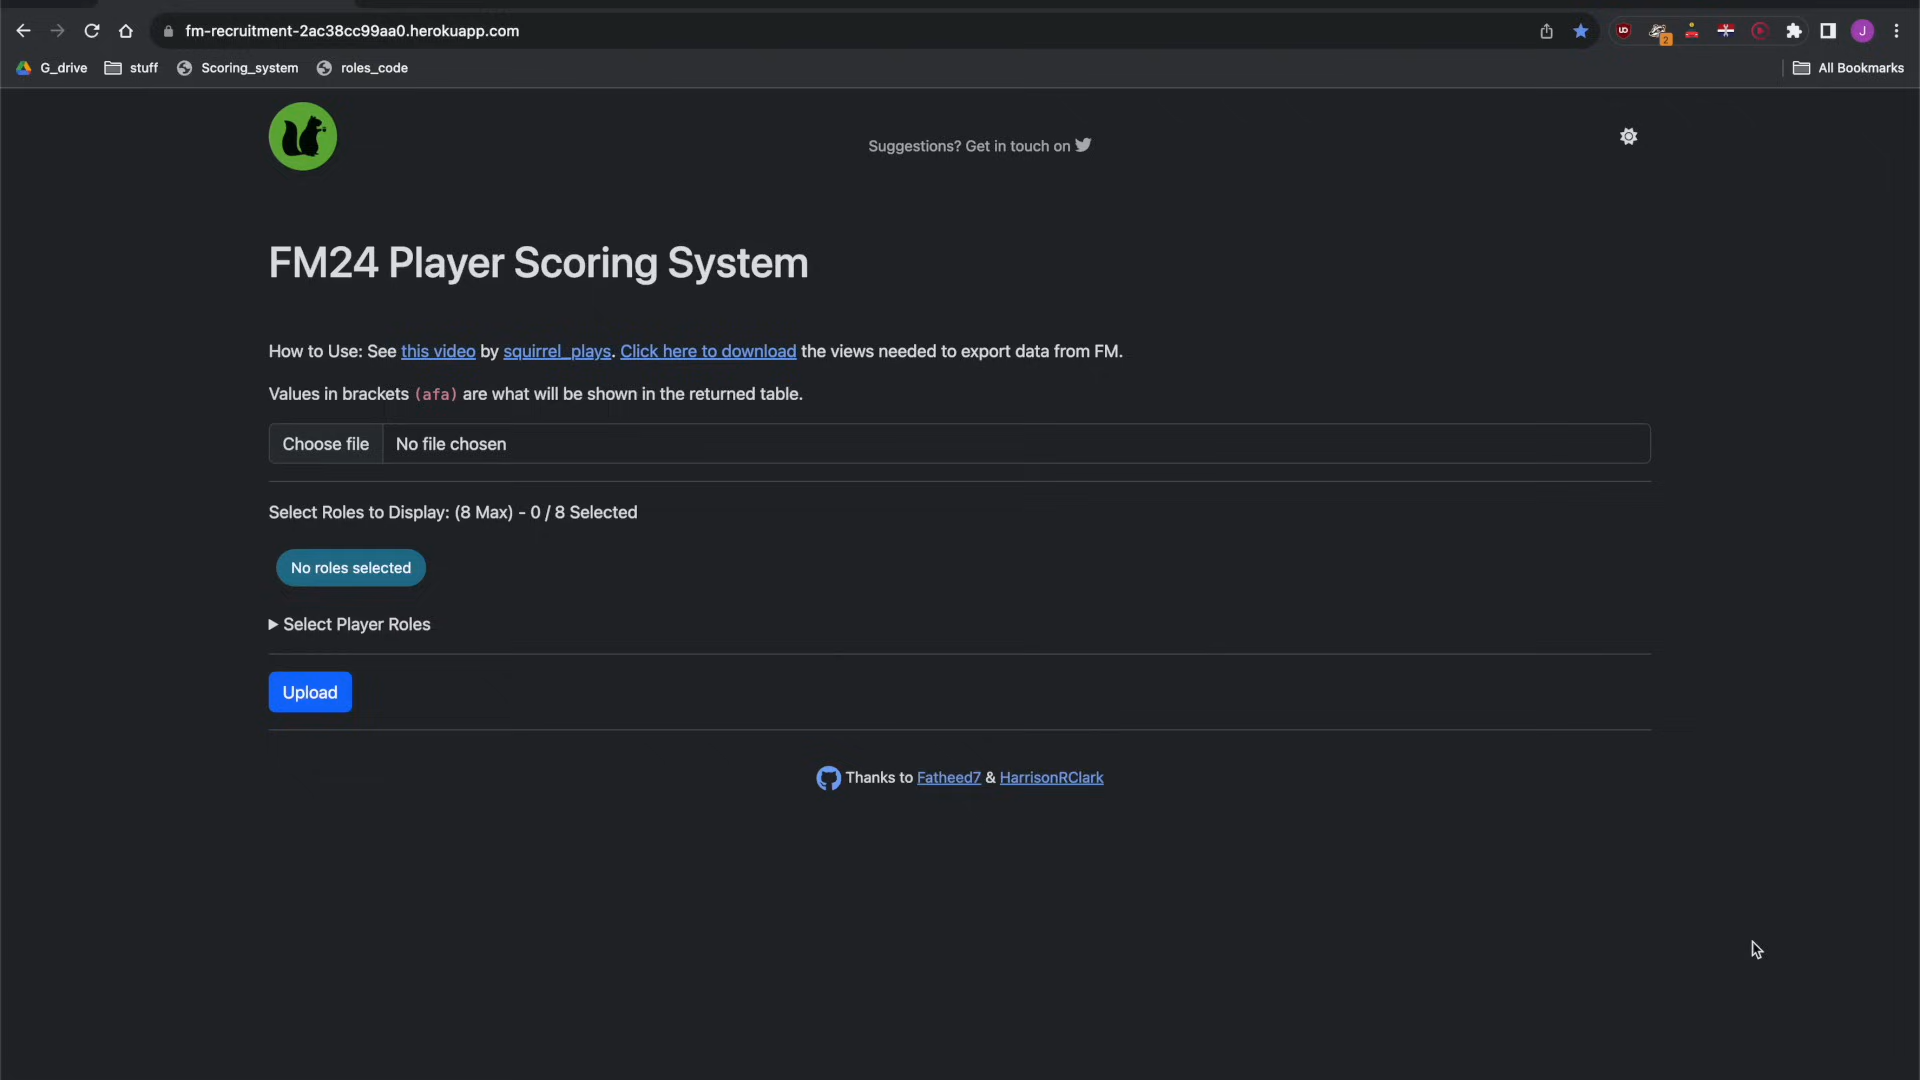 fm-recruitment-2ac38cc99aa0.herokuapp.com
2
J
G_drive stuff Scoring_system roles_code All Bookmarks
Suggestions? Get in touch on
FM24 Player Scoring System
How to Use: See this video by squirrel_plays. Click here to download the views needed to export data from FM.
Values in brackets (afa) are what will be shown in the returned table.
Choose file No file chosen
Select Roles to Display: (8 Max) - 0 / 8 Selected
No roles selected
Select Player Roles
Upload
Thanks to Fatheed7 & HarrisonRClark